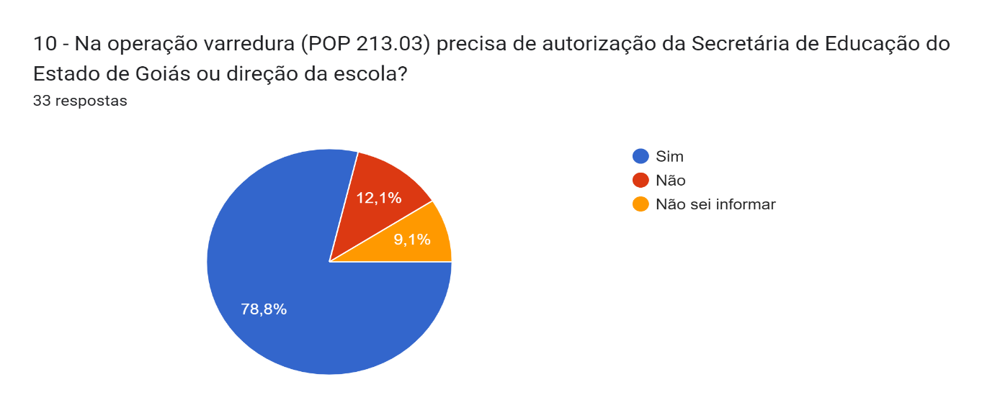 10 - Na operação varredura (POP 213.03) precisa de autorização da Secretária de Educação do
Estado de Goiás ou direção da escola?
33 respostas
Sim
Não
Não sei informar
12,1%
9,1%
78,8%